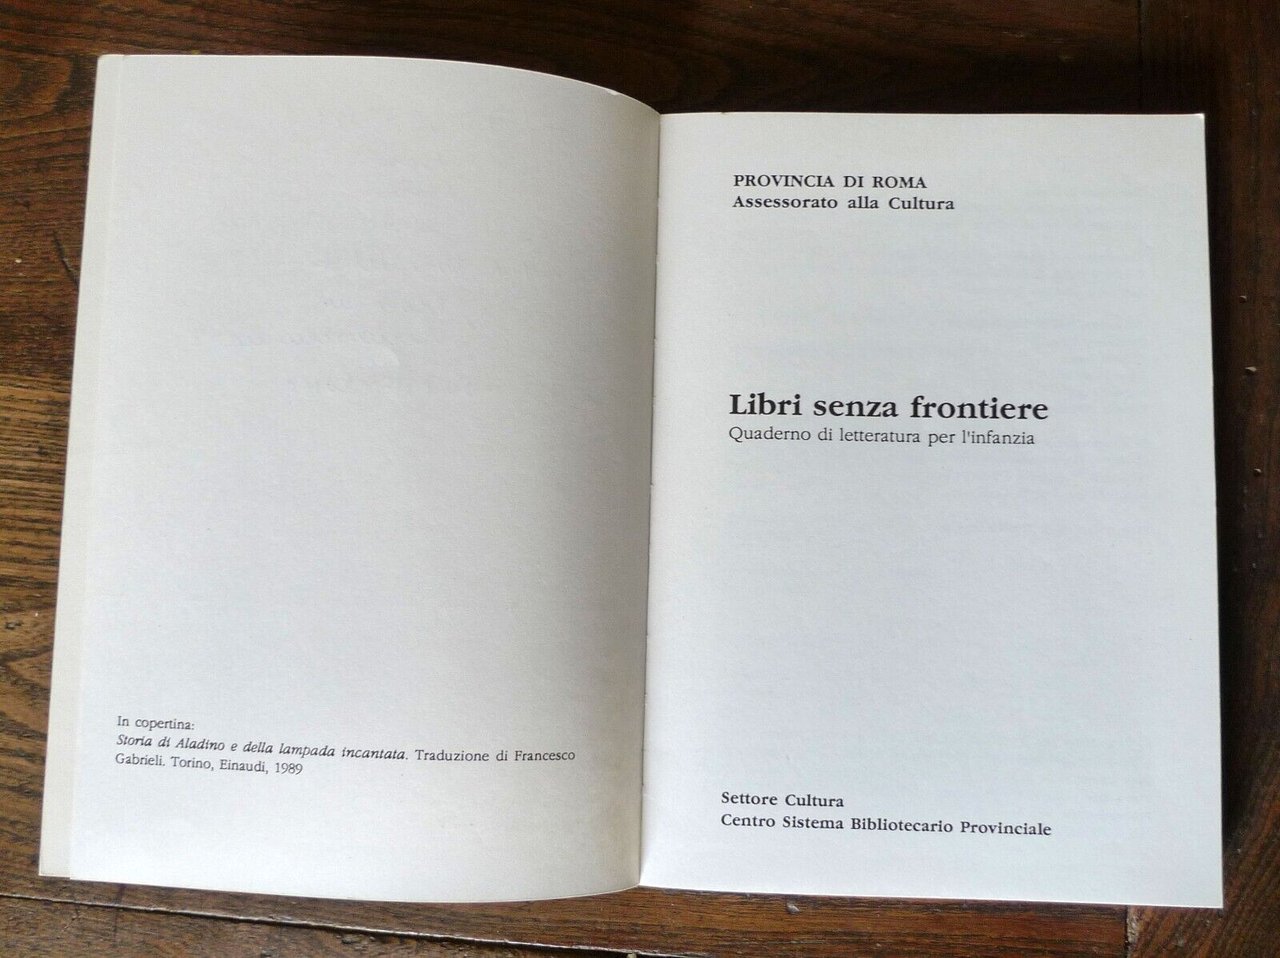 In copertina:
Storia di Aladino e della lampada incantata. Traduzione di Francesco
Gabrieli. Torino, Einaudi, 1989
PROVINCIA DI ROMA
Assessorato alla Cultura
Libri senza frontiere
Quaderno di letteratura per l'infanzia
Settore Cultura
Centro Sistema Bibliotecario Provinciale